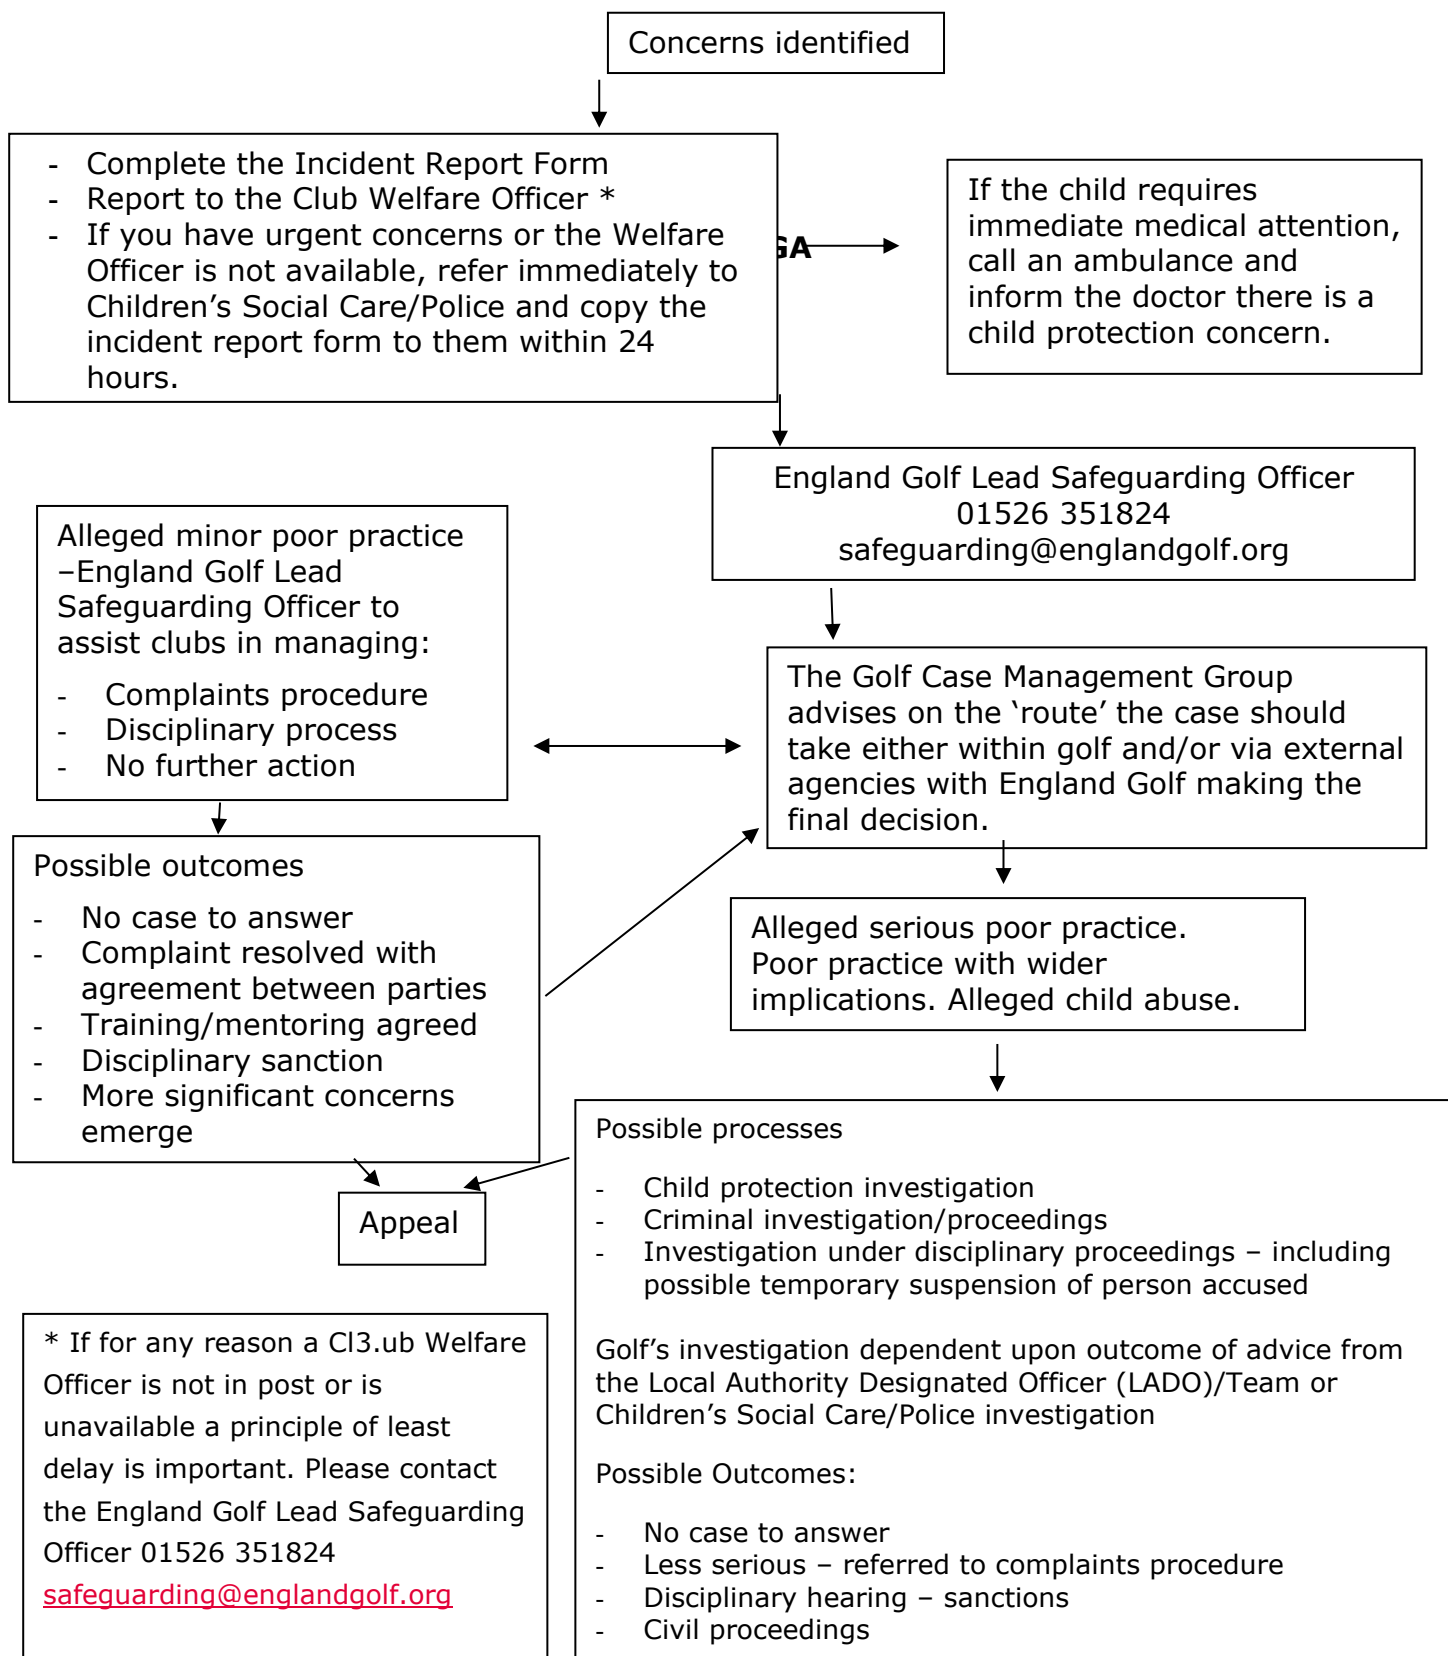 Concerns identified
- Complete the Incident Report Form
- Report to the Club Welfare Officer *
- If you have urgent concerns or the Welfare
Officer is not available, refer immediately to
Children’s Social Care/Police and copy the
incident report form to them within 24
hours.
GA
If the child requires
immediate medical attention,
call an ambulance and
inform the doctor there is a
child protection concern.
England Golf Lead Safeguarding Officer
01526 351824
safeguarding@englandgolf.org
Alleged minor poor practice
–England Golf Lead
Safeguarding Officer to
assist clubs in managing:
- Complaints procedure
- Disciplinary process
- No further action
The Golf Case Management Group
advises on the ‘route’ the case should
take either within golf and/or via external
agencies with England Golf making the
final decision.
Possible outcomes
- No case to answer
- Complaint resolved with
agreement between parties
- Training/mentoring agreed
- Disciplinary sanction
- More significant concerns
emerge
Alleged serious poor practice.
Poor practice with wider
implications. Alleged child abuse.
Appeal
Possible processes
- Child protection investigation
- Criminal investigation/proceedings
- Investigation under disciplinary proceedings – including
possible temporary suspension of person accused
Golf’s investigation dependent upon outcome of advice from
the Local Authority Designated Officer (LADO)/Team or
Children’s Social Care/Police investigation
Possible Outcomes:
- No case to answer
- Less serious – referred to complaints procedure
- Disciplinary hearing – sanctions
- Civil proceedings
* If for any reason a Cl3.ub Welfare
Officer is not in post or is
unavailable a principle of least
delay is important. Please contact
the England Golf Lead Safeguarding
Officer 01526 351824
safeguarding@englandgolf.org